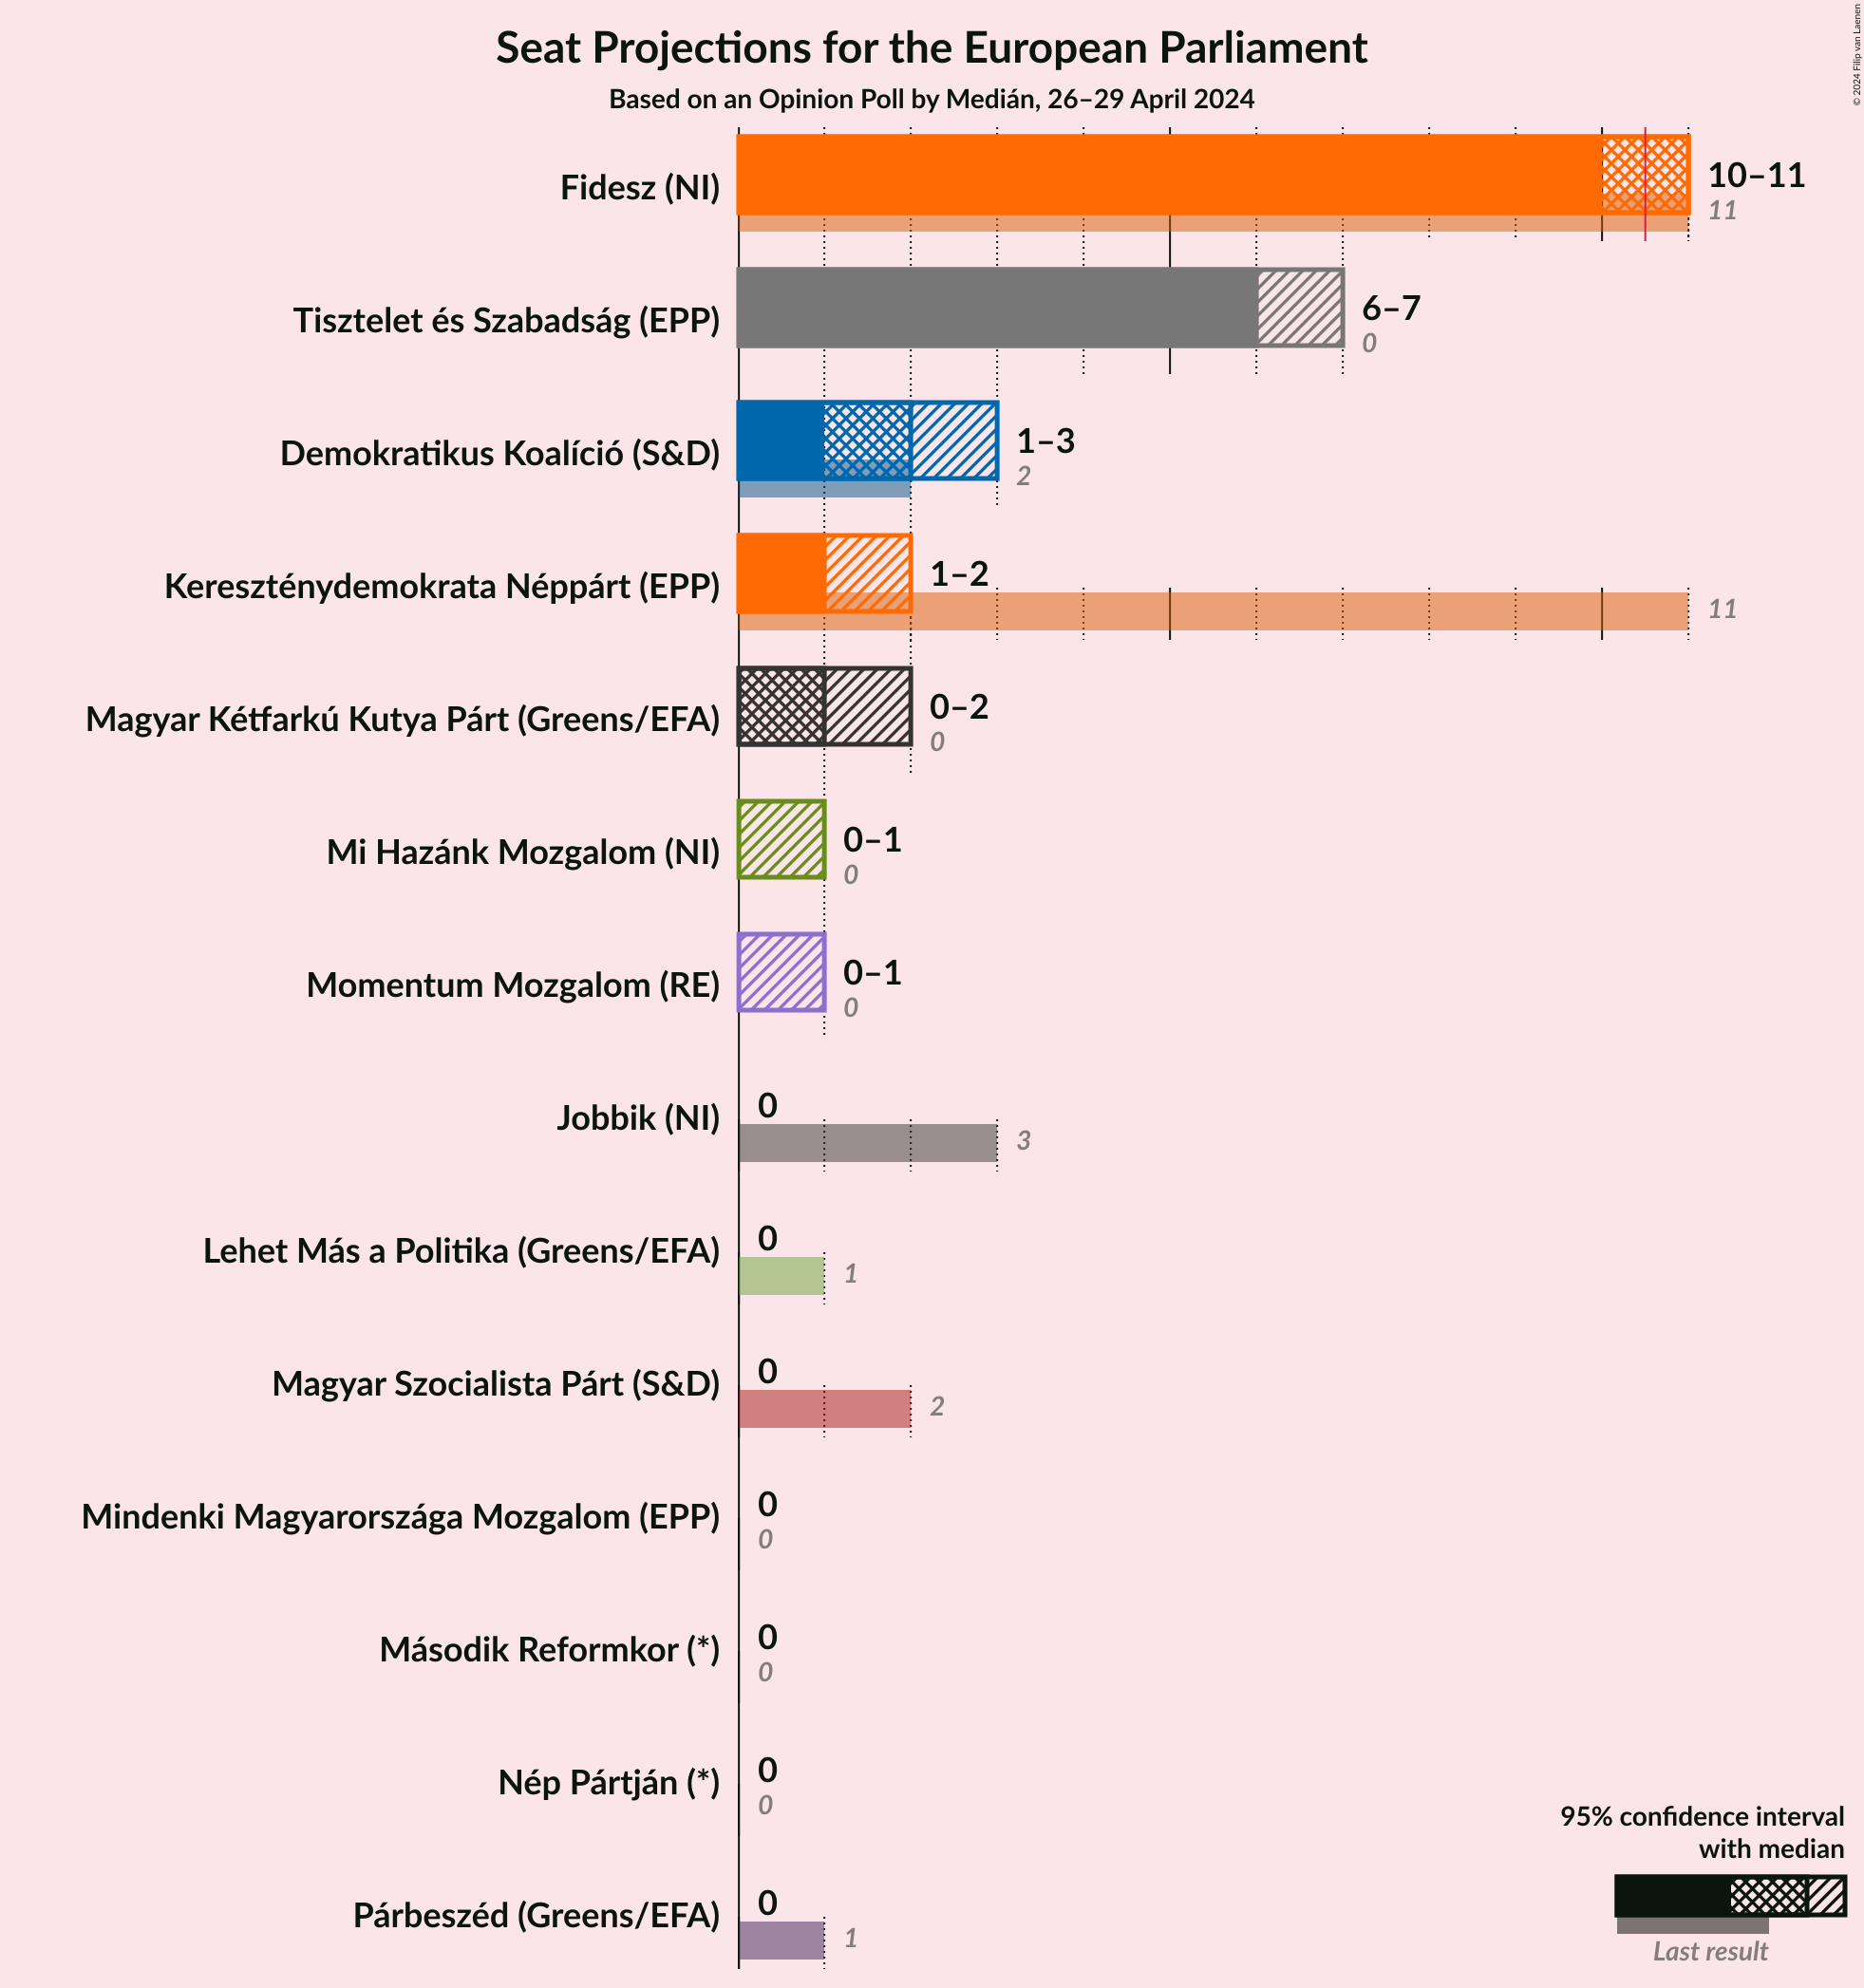 Seat Projections for the European Parliament
Based on an Opinion Poll by Medián, 26–29 April 2024
© 2024 Filip van Laenen
Fidesz (NI)
10–11
11
Tisztelet és Szabadság (EPP)
6–7
0
Demokratikus Koalíció (S&D)
1–3
2
Kereszténydemokrata Néppárt (EPP)
1–2
11
Magyar Kétfarkú Kutya Párt (Greens/EFA)
0–2
0
Mi Hazánk Mozgalom (NI)
0–1
0
Momentum Mozgalom (RE)
0–1
0
Jobbik (NI)
0
3
Lehet Más a Politika (Greens/EFA)
0
1
Magyar Szocialista Párt (S&D)
0
2
Mindenki Magyarországa Mozgalom (EPP)
0
0
Második Reformkor (*)
0
0
Nép Pártján (*)
0
0
Párbeszéd (Greens/EFA)
0
1
95% confidence interval
with median
Last result